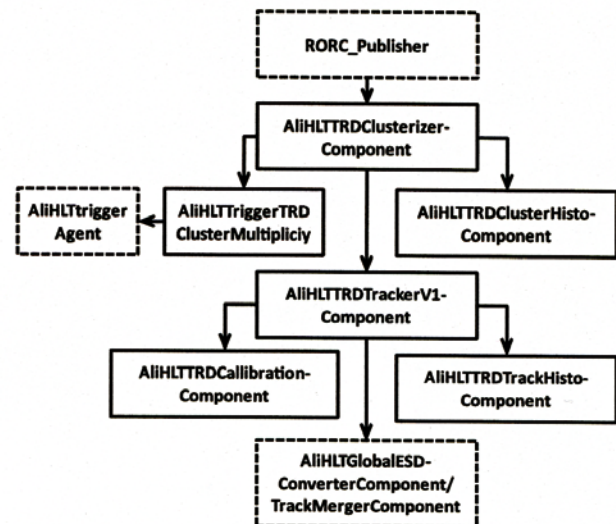 RORC_Publisher
AliHLTTRDClusterizer-
Component
AliHLTtrigger
Agent
AliHLTTriggerTRD
ClusterMultipliciy
AliHLTTRDClusterHisto-
Component
AliHLTTRDTrackerV1-
Component
AliHLTTRDCallibration-
Component
AliHLTTRDTrackHisto-
Component
AliHLTGlobalESD-
ConverterComponent/
TrackMergerComponent